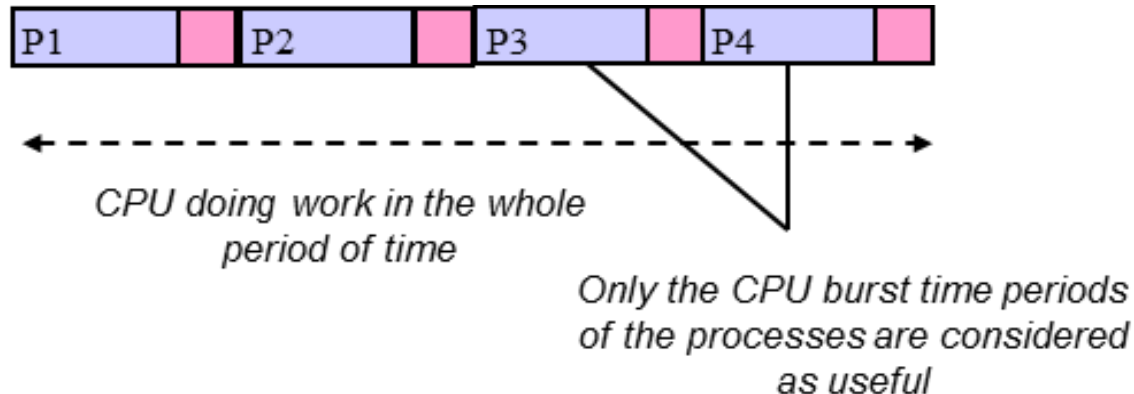 P1 P2 P3 P4
CPU doing work in the whole
period of time
Only the CPU burst time periods
of the processes are considered
as useful